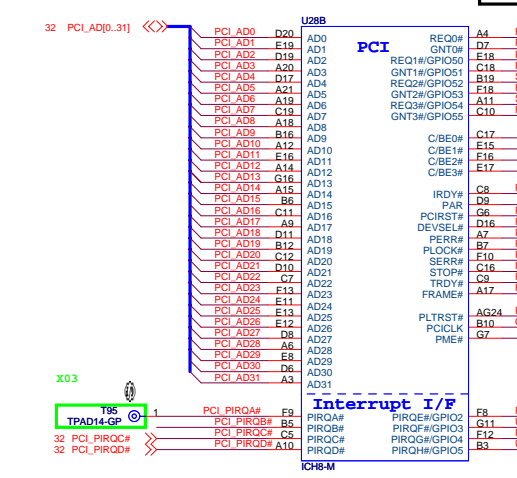 U28B
32 PCI_AD[0..31]
PCI
PCI_AD0 D20 AD0 REQ0# A4
PCI_AD1 E19 AD1 GNT0# D7
PCI_AD2 D19 AD2 REQ1#/GPIO50 E18
PCI_AD3 A20 AD3 GNT1#/GPIO51 C18
PCI_AD4 D17 AD4 REQ2#/GPIO52 B19
PCI_AD5 A21 AD5 GNT2#/GPIO53 F18
PCI_AD6 A19 AD6 REQ3#/GPIO54 A11
PCI_AD7 C19 AD7 GNT3#/GPIO55 C10
PCI_AD8 A18 AD8
PCI_AD9 B16 AD9 C/BE0# C17
PCI_AD10 A12 AD10 C/BE1# E15
PCI_AD11 E16 AD11 C/BE2# F16
PCI_AD12 A14 AD12 C/BE3# E17
PCI_AD13 G16 AD13
PCI_AD14 A15 AD14 IRDY# C8
PCI_AD15 B6 AD15 PAR D9
PCI_AD16 C11 AD16 PCIRST# G6
PCI_AD17 A9 AD17 DEVSEL# D16
PCI_AD18 D11 AD18 PERR# A7
PCI_AD19 B12 AD19 PLOCK# B7
PCI_AD20 C12 AD20 SERR# F10
PCI_AD21 D10 AD21 STOP# C16
PCI_AD22 C7 AD22 TRDY# C9
PCI_AD23 F13 AD23 FRAME# A17
PCI_AD24 E11 AD24
PCI_AD25 E13 AD25 PLTRST# AG24
PCI_AD26 E12 AD26 PCICLK B10
PCI_AD27 D8 AD27 PME# G7
PCI_AD28 A6 AD28
PCI_AD29 E8 AD29
PCI_AD30 D6 AD30
PCI_AD31 A3 AD31
X03
Interrupt I/F
T95
TPAD14-GP
1 PCI_PIRQA# F9 PIRQA# PIRQE#/GPIO2 F8
PCI_PIRQB# B5 PIRQB# PIRQF#/GPIO3 G11
32 PCI_PIRQC# PCI_PIRQC# C5 PIRQC# PIRQG#/GPIO4 F12
32 PCI_PIRQD# PCI_PIRQD# A10 PIRQD# PIRQH#/GPIO5 B3
ICH8-M